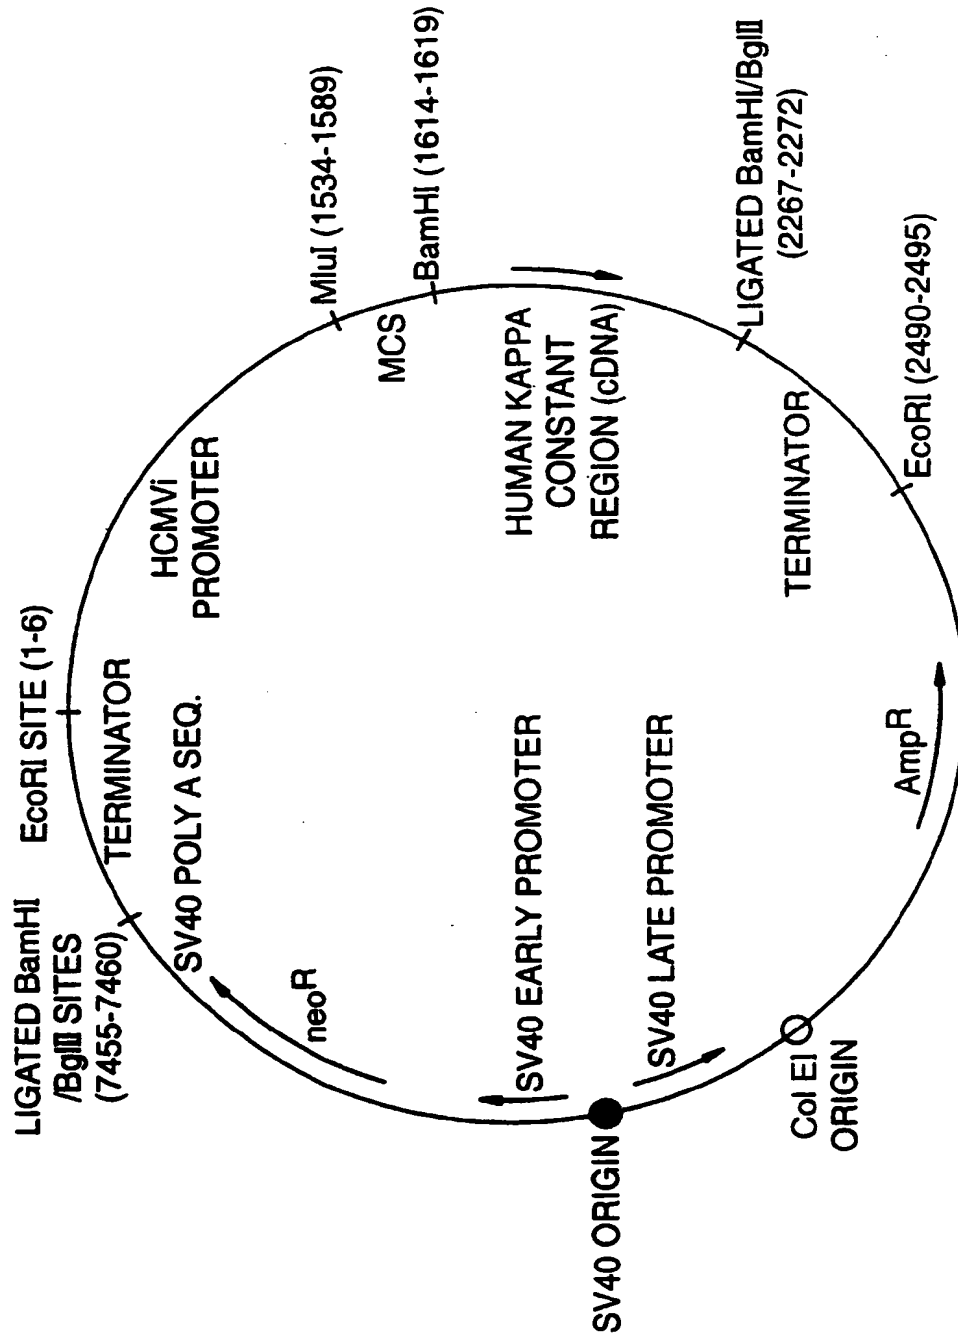 EcoRI SITE (1-6)
TERMINATOR
HCMVi
PROMOTER
MluI (1534-1589)
MCS
BamHI (1614-1619)
HUMAN KAPPA
CONSTANT
REGION (cDNA)
LIGATED BamHI/BglII
(2267-2272)
TERMINATOR
EcoRI (2490-2495)
AmpR
Col EI
ORIGIN
SV40 LATE PROMOTER
SV40 ORIGIN
SV40 EARLY PROMOTER
neoR
SV40 POLY A SEQ.
LIGATED BamHI
/BglII SITES
(7455-7460)